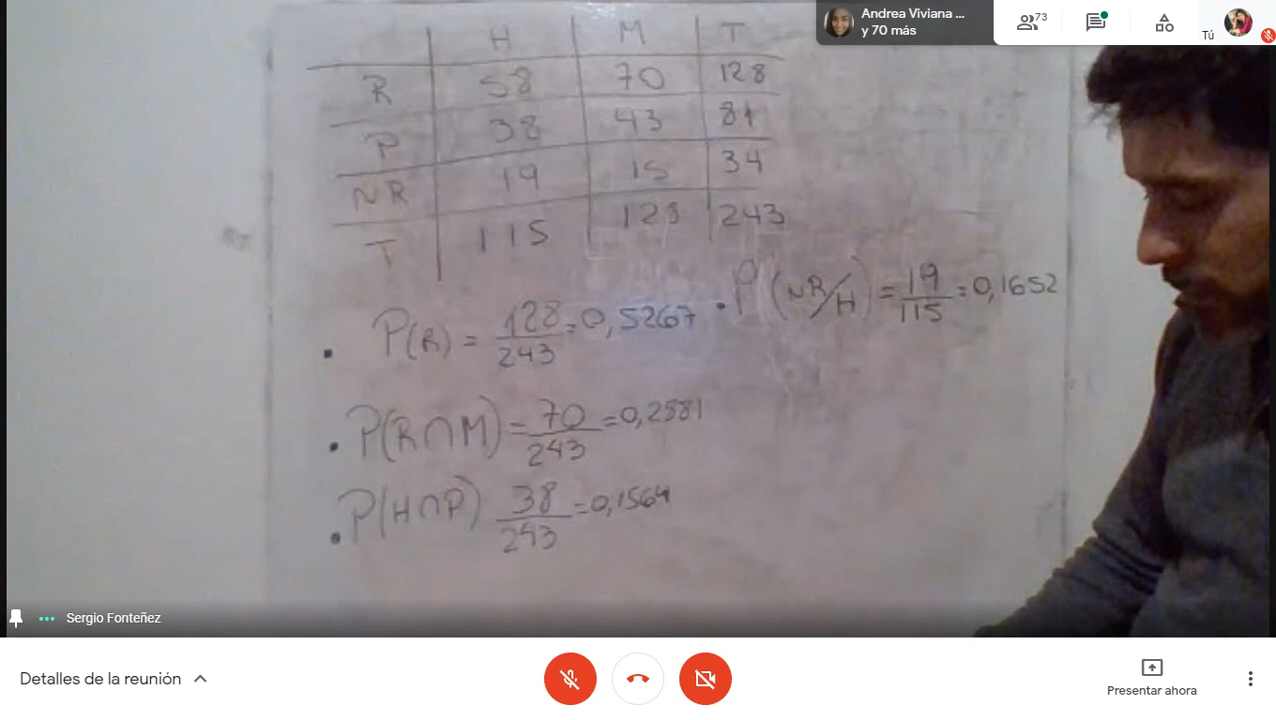 Andrea Viviana ...
y 70 más
73
Tú
H M T
R 58 70 128
P 38 43 81
NR 19 15 34
T 115 128 243
• P(R) = 128/243 = 0,5267
• P(NR/H) = 19/115 = 0,1652
• P(R∩M) = 70/243 = 0,2881
• P(H∩P) 38/243 = 0,1564
Sergio Fonteñez
Detalles de la reunión
Presentar ahora